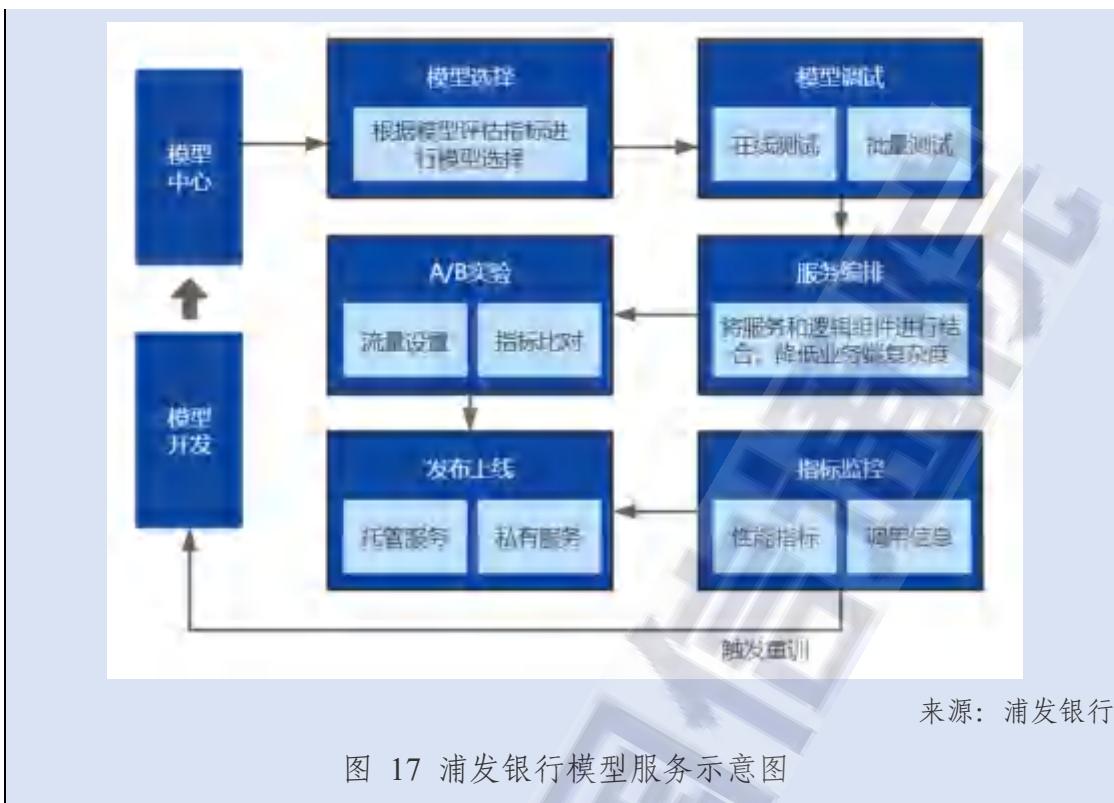 模型
中心
模型选择
根据模型评估指标进
行模型选择
模型调试
在线测试
批量测试
A/B实验
流量设置
指标比对
服务编排
将服务和逻辑组件进行结
合，降低业务端复杂度
模型
开发
发布上线
托管服务
私有服务
指标监控
性能指标
调用信息
触发重训
来源：浦发银行
图 17 浦发银行模型服务示意图